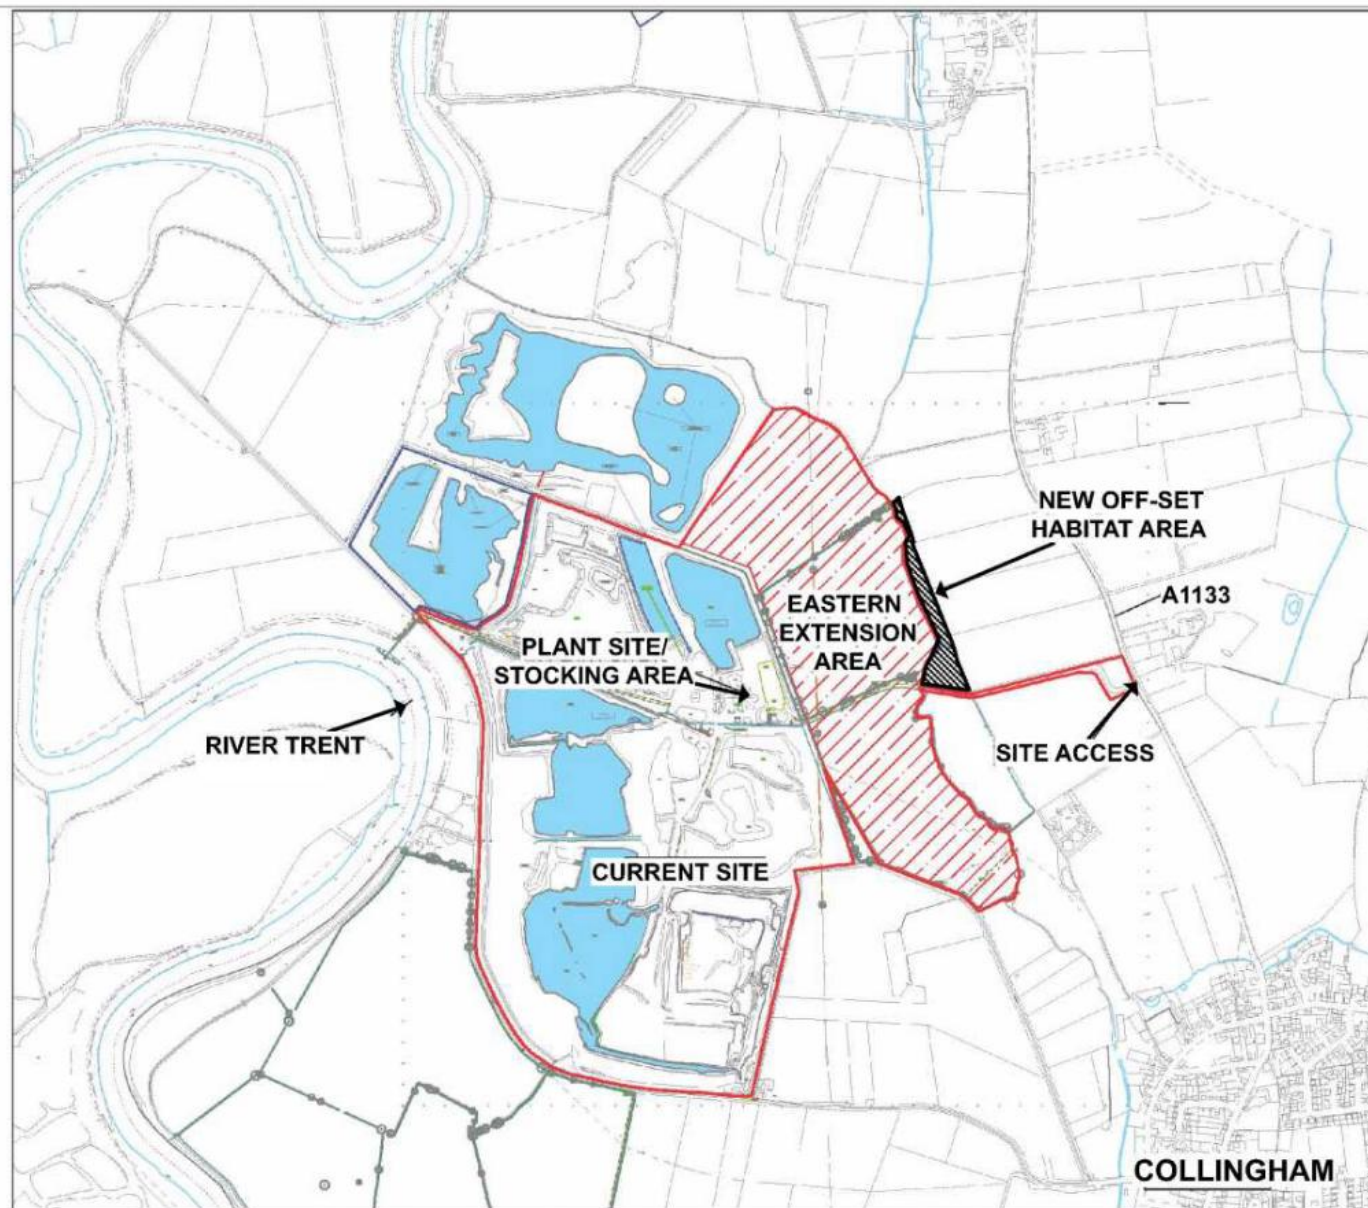 NEW OFF-SET
HABITAT AREA
A1133
EASTERN
EXTENSION
AREA
PLANT SITE/
STOCKING AREA
RIVER TRENT
SITE ACCESS
CURRENT SITE
COLLINGHAM